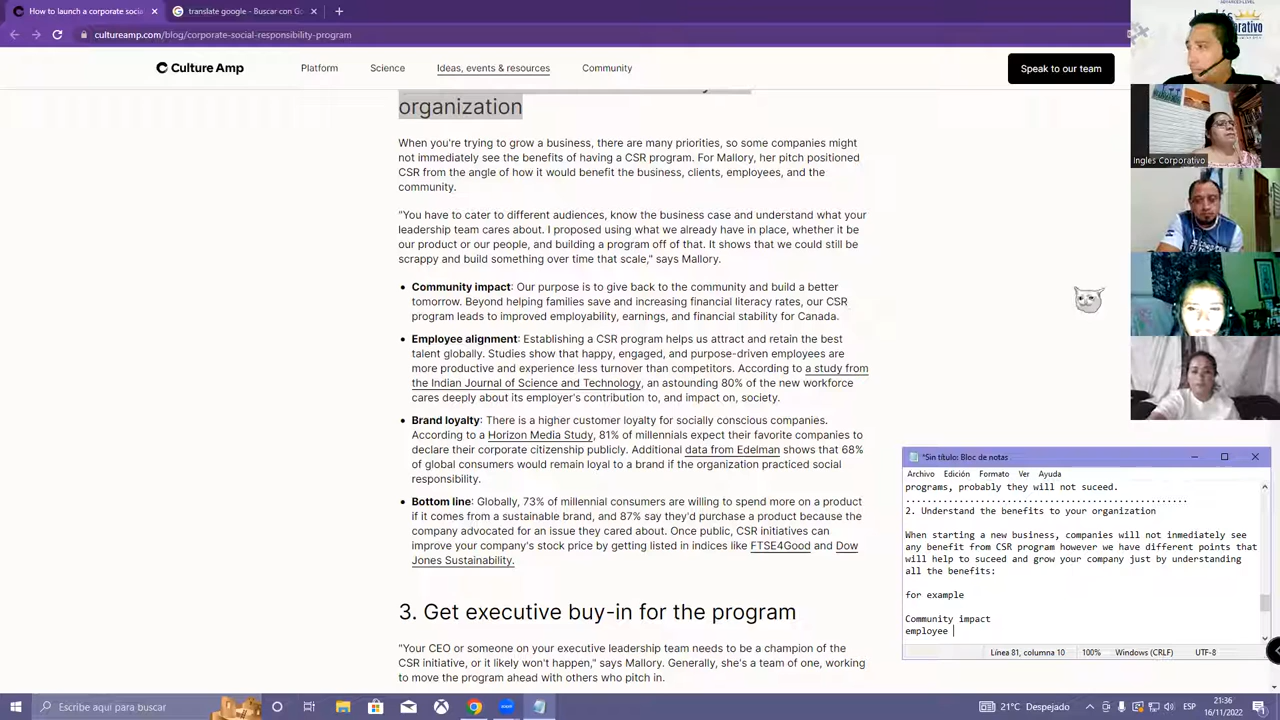 How to launch a corporate social
translate google - Buscar con Go
cultureamp.com/blog/corporate-social-responsibility-program
Culture Amp
Platform
Science
Ideas, events & resources
Community
Speak to our team
organization
When you're trying to grow a business, there are many priorities, so some companies might
not immediately see the benefits of having a CSR program. For Mallory, her pitch positioned
CSR from the angle of how it would benefit the business, clients, employees, and the
community.
"You have to cater to different audiences, know the business case and understand what your
leadership team cares about. I proposed using what we already have in place, whether it be
our product or our people, and building a program off of that. It shows that we could still be
scrappy and build something over time that scale," says Mallory.
• Community impact: Our purpose is to give back to the community and build a better
tomorrow. Beyond helping families save and increasing financial literacy rates, our CSR
program leads to improved employability, earnings, and financial stability for Canada.
• Employee alignment: Establishing a CSR program helps us attract and retain the best
talent globally. Studies show that happy, engaged, and purpose-driven employees are
more productive and experience less turnover than competitors. According to a study from
the Indian Journal of Science and Technology, an astounding 80% of the new workforce
cares deeply about its employer's contribution to, and impact on, society.
• Brand loyalty: There is a higher customer loyalty for socially conscious companies.
According to a Horizon Media Study, 81% of millennials expect their favorite companies to
declare their corporate citizenship publicly. Additional data from Edelman shows that 68%
of global consumers would remain loyal to a brand if the organization practiced social
responsibility.
• Bottom line: Globally, 73% of millennial consumers are willing to spend more on a product
if it comes from a sustainable brand, and 87% say they'd purchase a product because the
company advocated for an issue they cared about. Once public, CSR initiatives can
improve your company's stock price by getting listed in indices like FTSE4Good and Dow
Jones Sustainability.
3. Get executive buy-in for the program
"Your CEO or someone on your executive leadership team needs to be a champion of the
CSR initiative, or it likely won't happen," says Mallory. Generally, she's a team of one, working
to move the program ahead with others who pitch in.
Ingles Corporativo
*Sin título: Bloc de notas
Archivo Edición Formato Ver Ayuda
programs, probably they will not suceed.
....................................................
2. Understand the benefits to your organization
When starting a new business, companies will not inmediately see
any benefit from CSR program however we have different points that
will help to suceed and grow your company just by understanding
all the benefits:
for example
Community impact
employee
Línea 81, columna 10
100%
Windows (CRLF)
UTF-8
Escribe aquí para buscar
21°C Despejado
ESP
21:36
16/11/2022